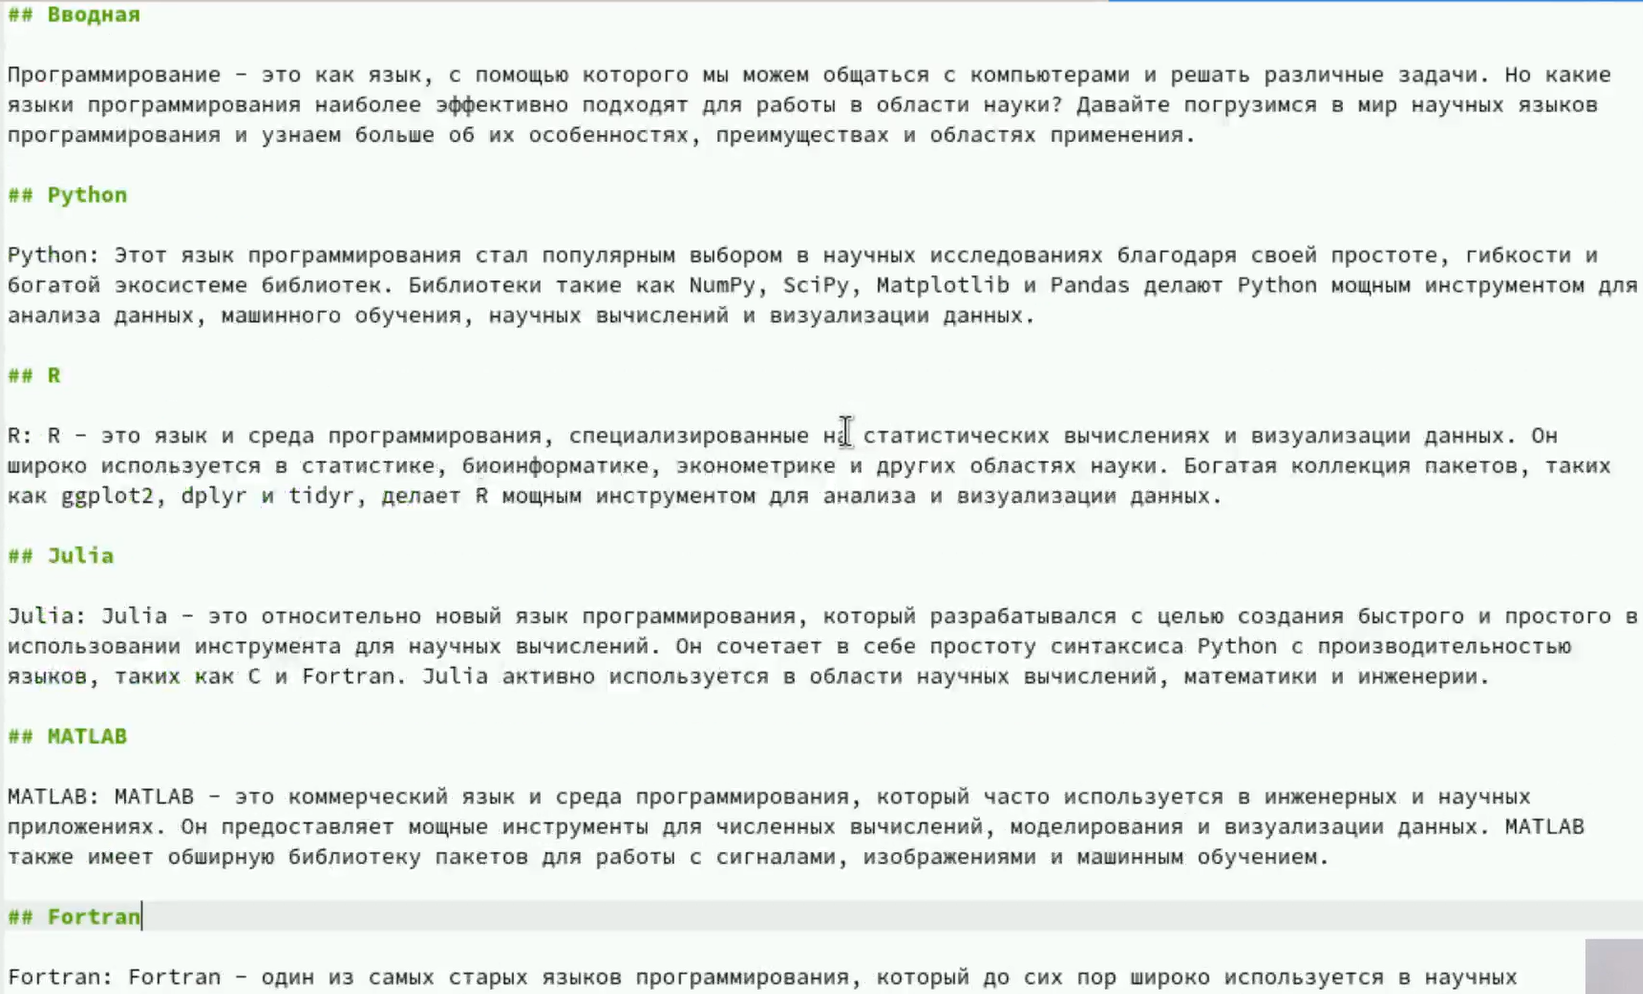 ## Вводная
Программирование – это как язык, с помощью которого мы можем общаться с компьютерами и решать различные задачи. Но какие
языки программирования наиболее эффективно подходят для работы в области науки? Давайте погрузимся в мир научных языков
программирования и узнаем больше об их особенностях, преимуществах и областях применения.
## Python
Python: Этот язык программирования стал популярным выбором в научных исследованиях благодаря своей простоте, гибкости и
богатой экосистеме библиотек. Библиотеки такие как NumPy, SciPy, Matplotlib и Pandas делают Python мощным инструментом для
анализа данных, машинного обучения, научных вычислений и визуализации данных.
## R
R: R – это язык и среда программирования, специализированные на статистических вычислениях и визуализации данных. Он
широко используется в статистике, биоинформатике, эконометрике и других областях науки. Богатая коллекция пакетов, таких
как ggplot2, dplyr и tidyr, делает R мощным инструментом для анализа и визуализации данных.
## Julia
Julia: Julia – это относительно новый язык программирования, который разрабатывался с целью создания быстрого и простого в
использовании инструмента для научных вычислений. Он сочетает в себе простоту синтаксиса Python с производительностью
языков, таких как C и Fortran. Julia активно используется в области научных вычислений, математики и инженерии.
## MATLAB
MATLAB: MATLAB – это коммерческий язык и среда программирования, который часто используется в инженерных и научных
приложениях. Он предоставляет мощные инструменты для численных вычислений, моделирования и визуализации данных. MATLAB
также имеет обширную библиотеку пакетов для работы с сигналами, изображениями и машинным обучением.
## Fortran
Fortran: Fortran – один из самых старых языков программирования, который до сих пор широко используется в научных